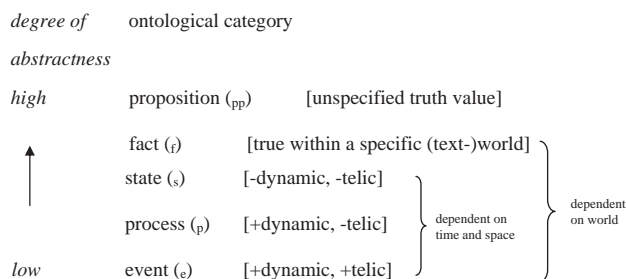 degree of ontological category
abstractness
high proposition (pp) [unspecified truth value]
fact (f) [true within a specific (text-)world]
state (s) [-dynamic, -telic]
dependent on world
process (p) [+dynamic, -telic]
dependent on time and space
low event (e) [+dynamic, +telic]